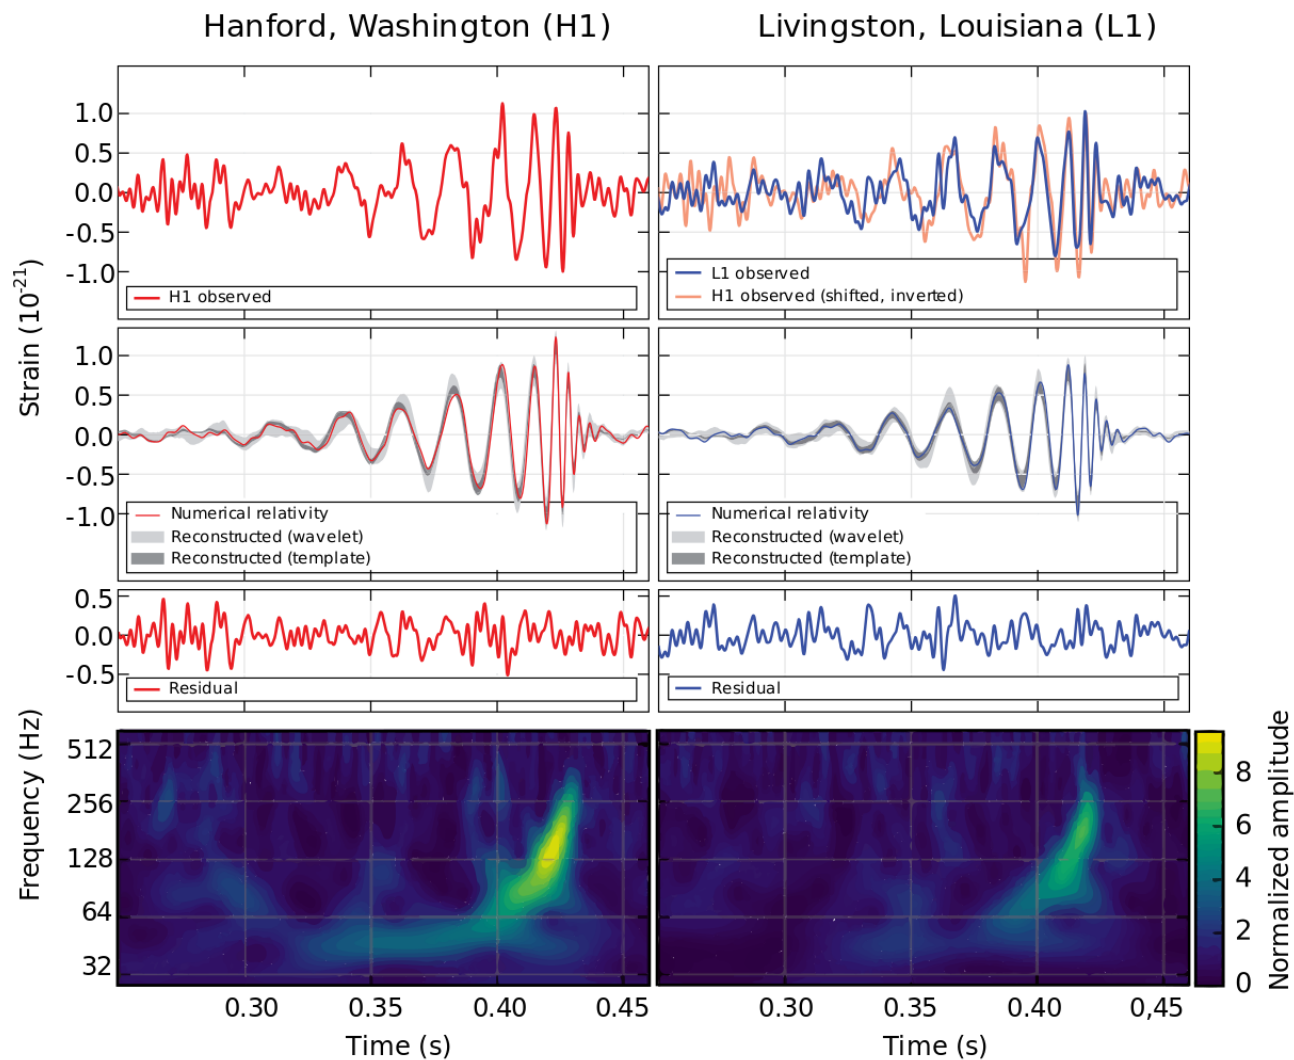 Hanford, Washington (H1)
Livingston, Louisiana (L1)
Strain (10-21)
1.0
0.5
0.0
-0.5
-1.0
H1 observed
L1 observed
H1 observed (shifted, inverted)
1.0
0.5
0.0
-0.5
-1.0
Numerical relativity
Reconstructed (wavelet)
Reconstructed (template)
Numerical relativity
Reconstructed (wavelet)
Reconstructed (template)
0.5
0.0
-0.5
Residual
Residual
Frequency (Hz)
512
256
128
64
32
Normalized amplitude
8
6
4
2
0
0.30
0.35
0.40
0.45
0.30
0.35
0.40
0,45
Time (s)
Time (s)